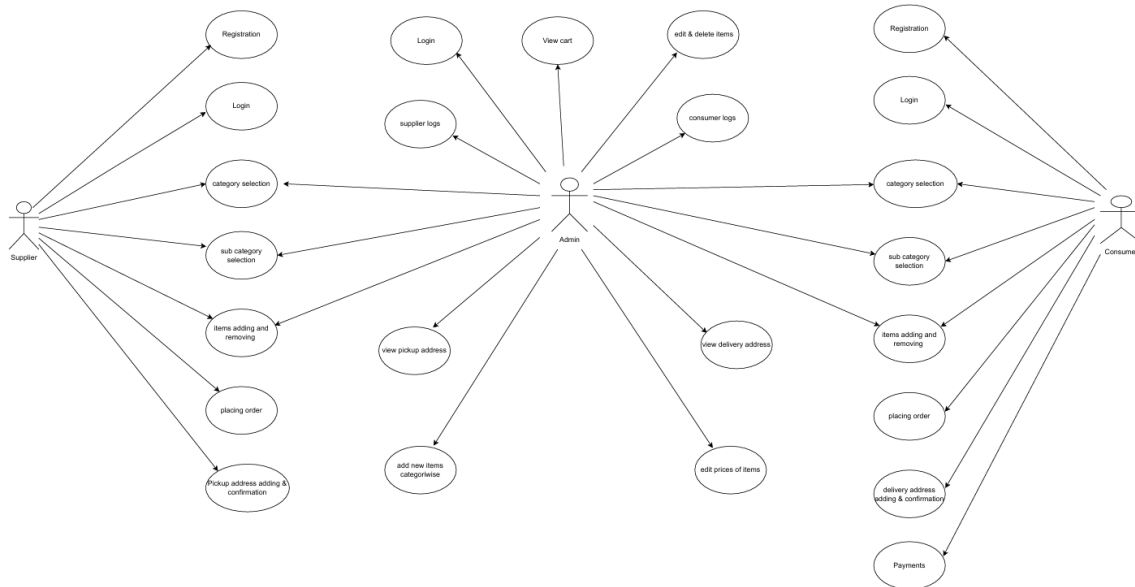 Registration
Login
category selection
sub category
selection
items adding and
removing
placing order
Pickup address adding &
confirmation
Supplier
Login
View cart
edit & delete items
supplier logs
consumer logs
Admin
view pickup address
view delivery address
add new items
categoriwise
edit prices of items
Registration
Login
category selection
sub category
selection
items adding and
removing
placing order
delivery address
adding & confirmation
Payments
Consumer